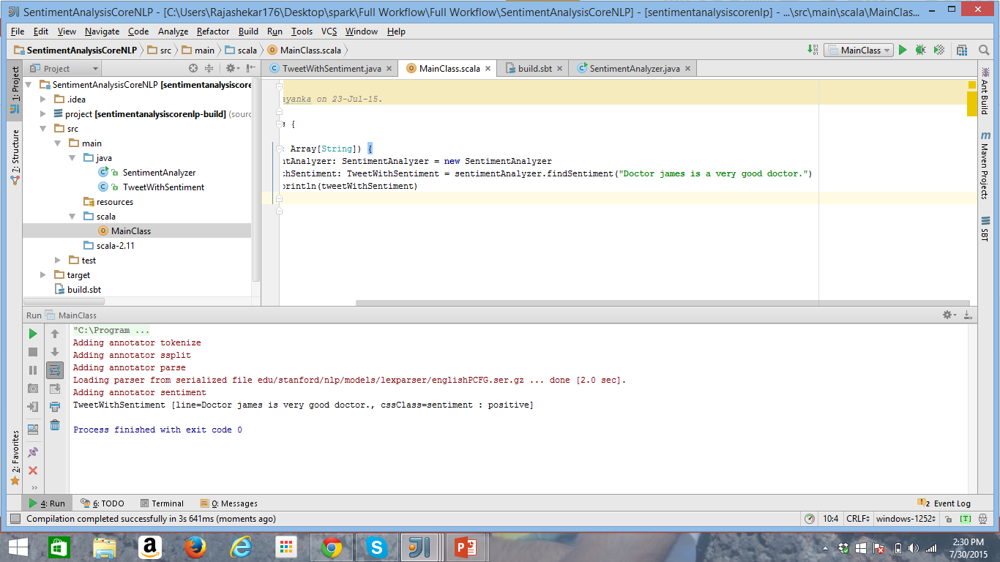 SentimentAnalysisCoreNLP - [C:\Users\Rajashekar176\Desktop\spark\Full Workflow\Full Workflow\SentimentAnalysisCoreNLP] - [sentimentanalysiscorenlp] - ...\src\main\scala\MainClas...
File Edit View Navigate Code Analyze Refactor Build Run Tools VCS Window Help
SentimentAnalysisCoreNLP src main scala MainClass.scala MainClass
1: Project
7: Structure
2: Favorites
Project
SentimentAnalysisCoreNLP [sentimentanalysiscore
.idea
project [sentimentanalysiscorenlp-build] (sourc
src
main
java
SentimentAnalyzer
TweetWithSentiment
resources
scala
MainClass
scala-2.11
test
target
build.sbt
TweetWithSentiment.java MainClass.scala build.sbt SentimentAnalyzer.java
ayanka on 23-Jul-15.
s {
: Array[String]) {
ntAnalyzer: SentimentAnalyzer = new SentimentAnalyzer
thSentiment: TweetWithSentiment = sentimentAnalyzer.findSentiment("Doctor james is a very good doctor.")
println(tweetWithSentiment)
Ant Build
Maven Projects
SBT
Run MainClass
"C:\Program ...
Adding annotator tokenize
Adding annotator ssplit
Adding annotator parse
Loading parser from serialized file edu/stanford/nlp/models/lexparser/englishPCFG.ser.gz ... done [2.0 sec].
Adding annotator sentiment
TweetWithSentiment [line=Doctor james is very good doctor., cssClass=sentiment : positive]
Process finished with exit code 0
4: Run 6: TODO Terminal 0: Messages 2 Event Log
Compilation completed successfully in 3s 641ms (moments ago) 10:4 CRLF windows-1252 [T]
2:30 PM
7/30/2015